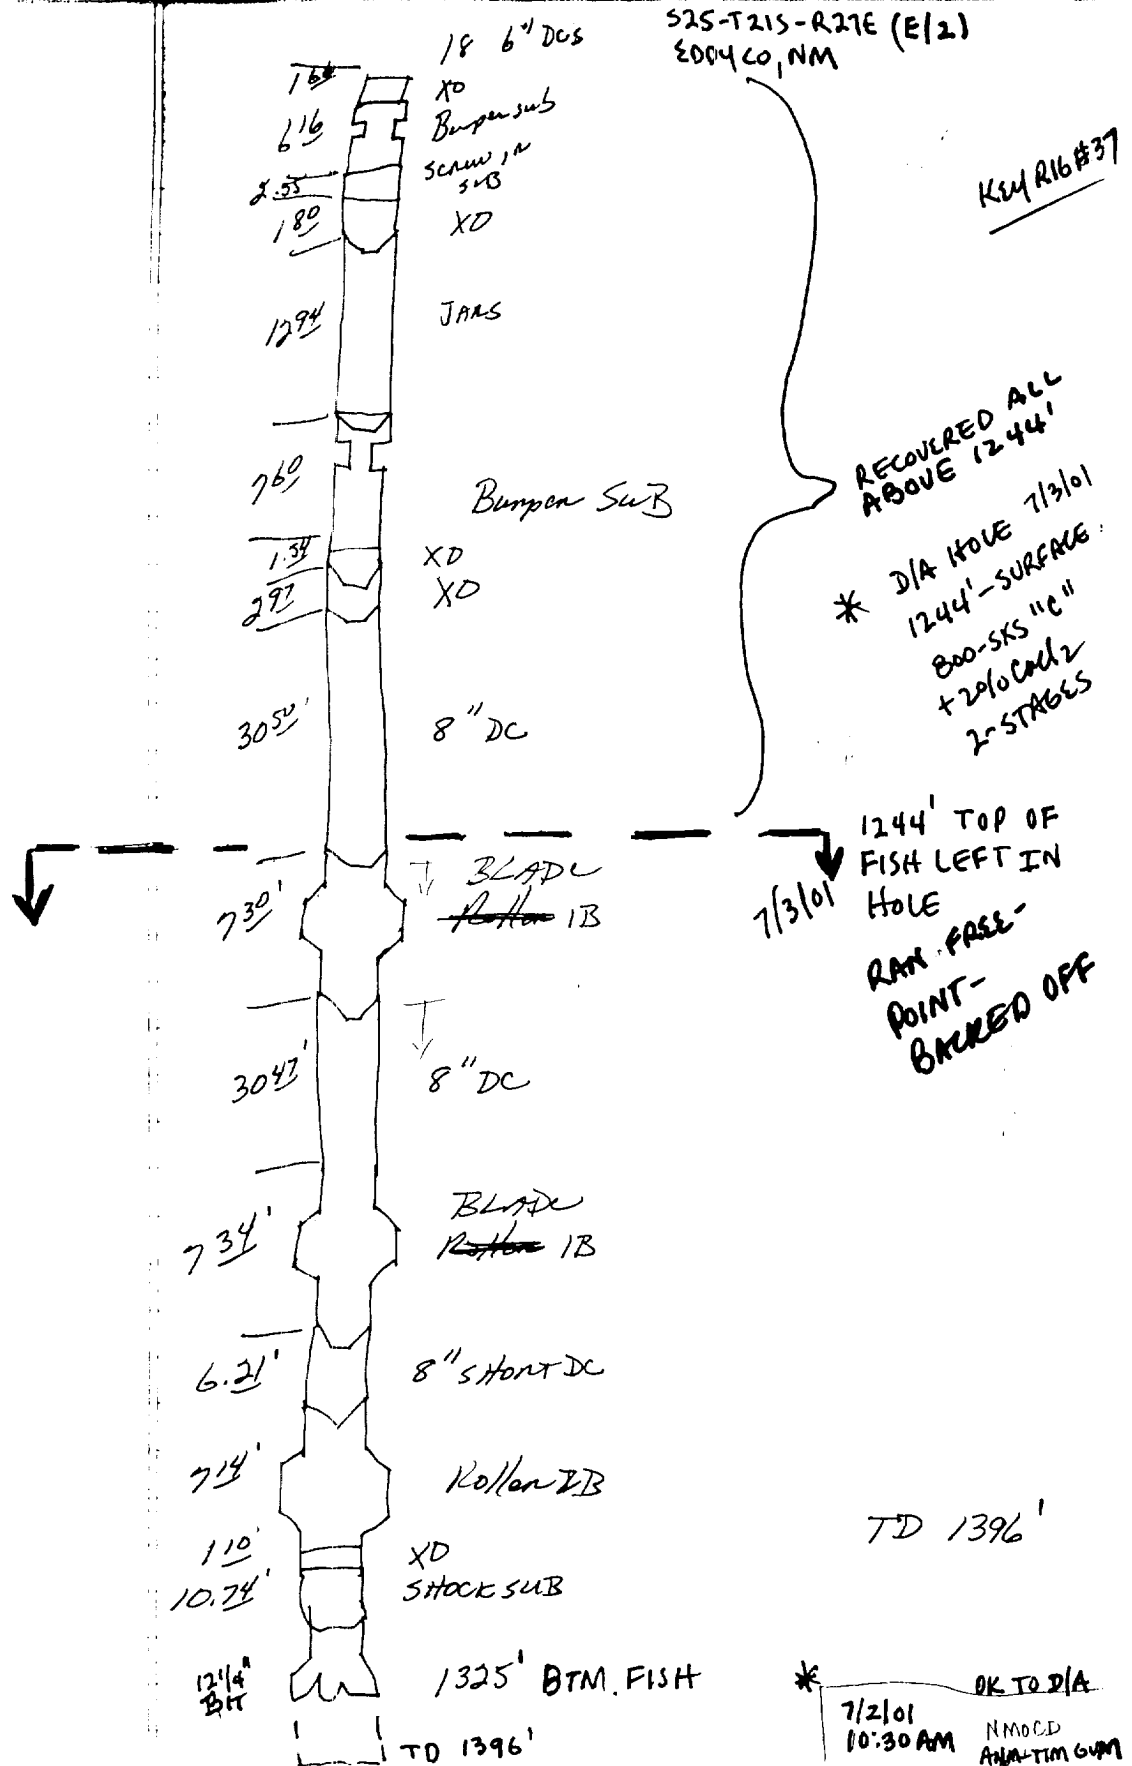 18 6" DCS
S25-T21S-R27E (E/2)
EDDY CO, NM
XO
6 16 Bumper sub
2.55 SCREW IN
SUB
1 80 XO
Key R16 #37
12 94 JARS
7 60 Bumper SUB
1.54 XO
2 97 XO
RECOVERED ALL
ABOVE 1244'
* D/A HOLE 7/3/01
1244'-SURFACE
800-SKS "C"
+2% CaCl2
2-STAGES
30 50' 8" DC
1244' TOP OF
FISH LEFT IN
HOLE
7/3/01
RAN FREE-
POINT-
BACKED OFF
BLADE
7 30' Roller IB
30 47' 8" DC
BLADE
7 34' Roller IB
6.21' 8" SHORT DC
7 14' Roller IB
1 10' XO
10.74' SHOCK SUB
TD 1396'
12 1/4"
BIT
1325' BTM. FISH
TD 1396'
* OK TO D/A
7/2/01
10:30 AM
NMOCD
TIM GUM